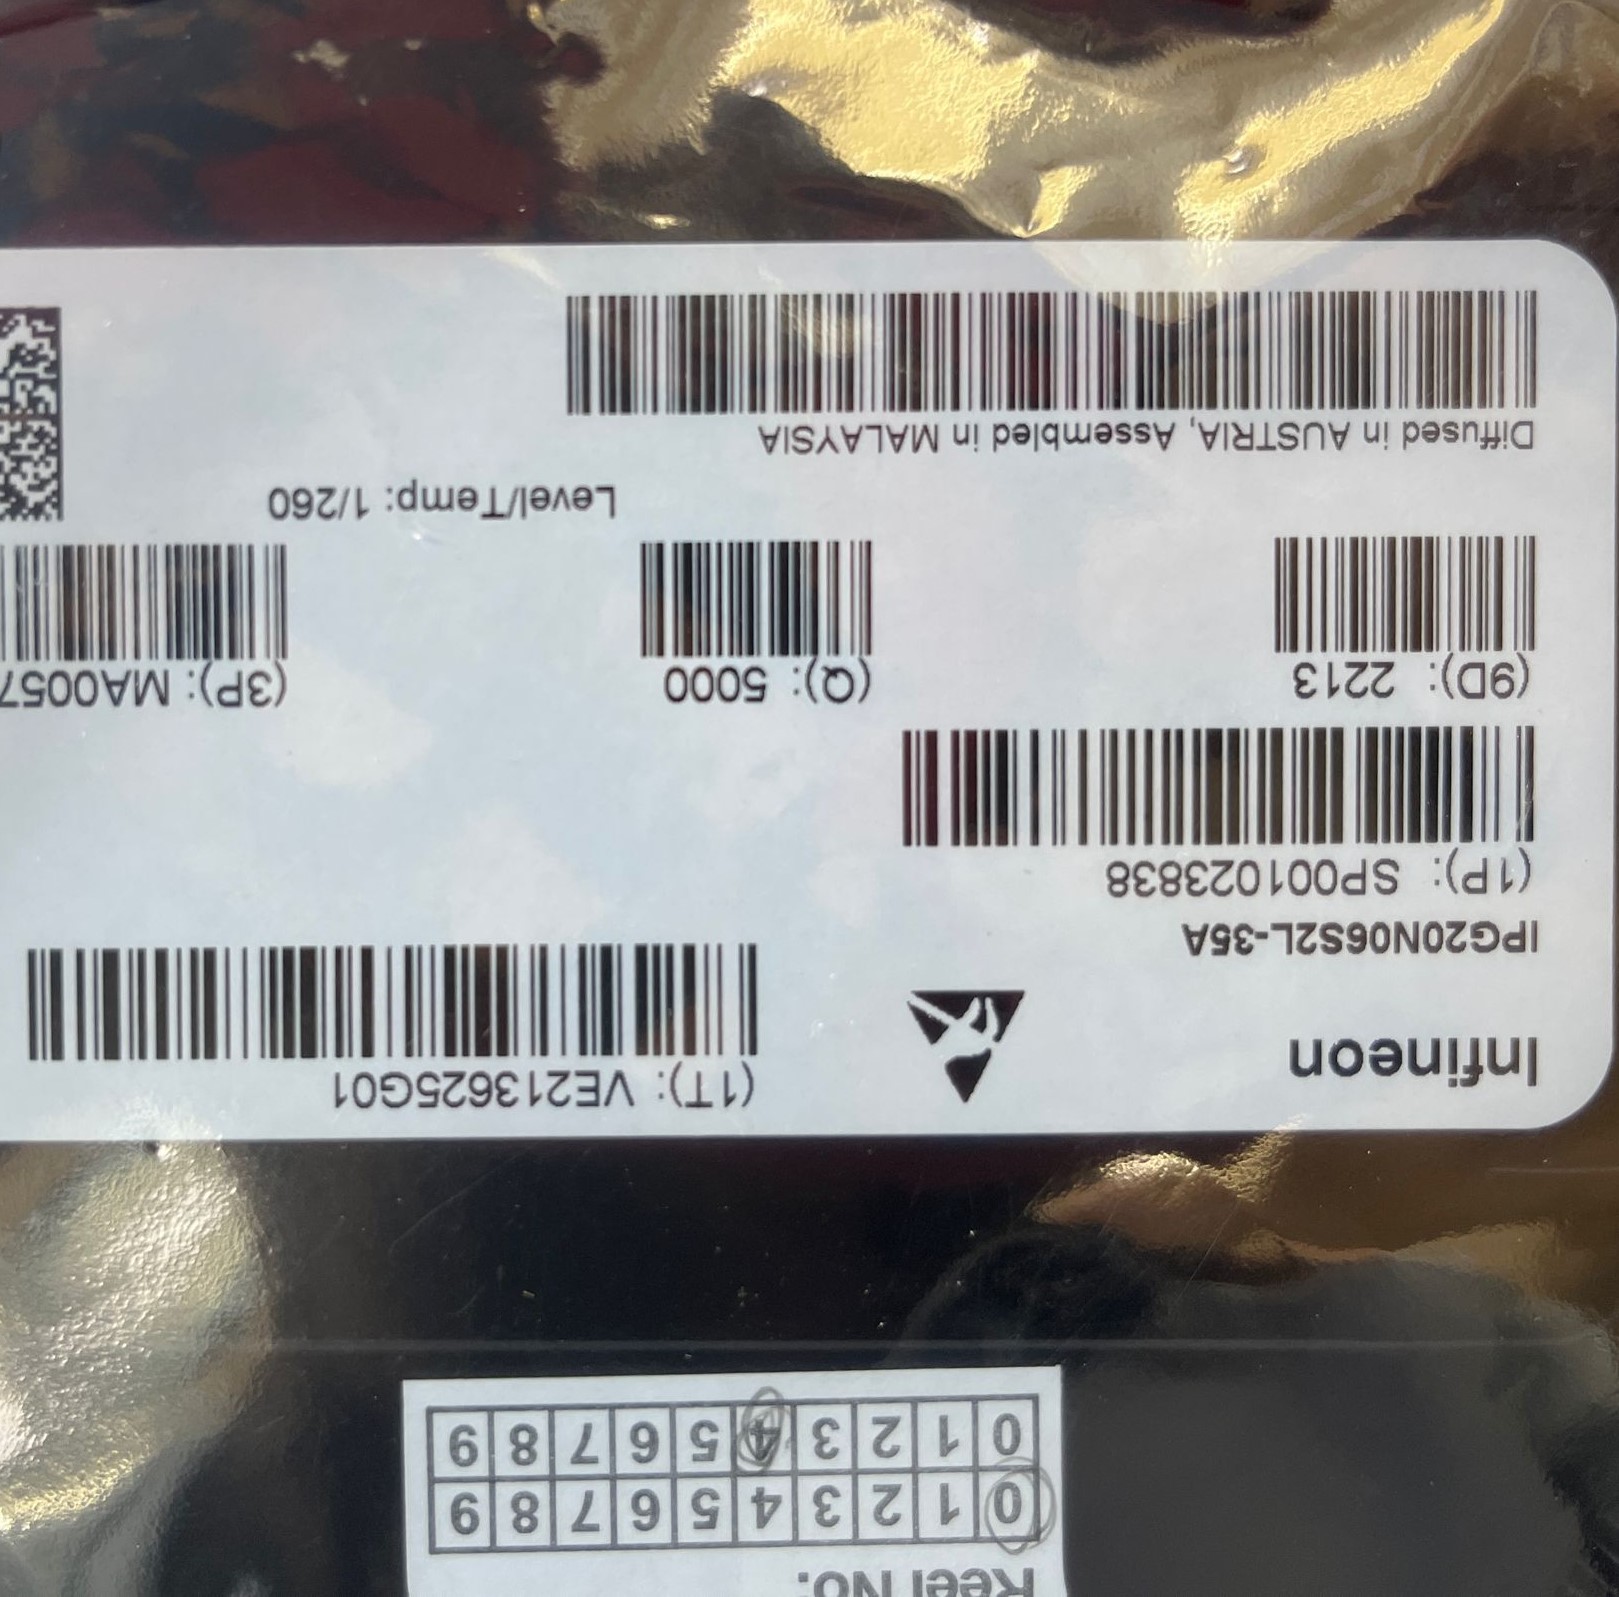 Reel No:
0 1 2 3 4 5 6 7 8 9
0 1 2 3 4 5 6 7 8 9
Infineon
(1T): VE213625G01
IPG20N06S2L-35A
(1P): SP001023838
(9D): 2213
(Q): 5000
(3P): MA0057
Level/Temp: 1/260
Diffused in AUSTRIA, Assembled in MALAYSIA